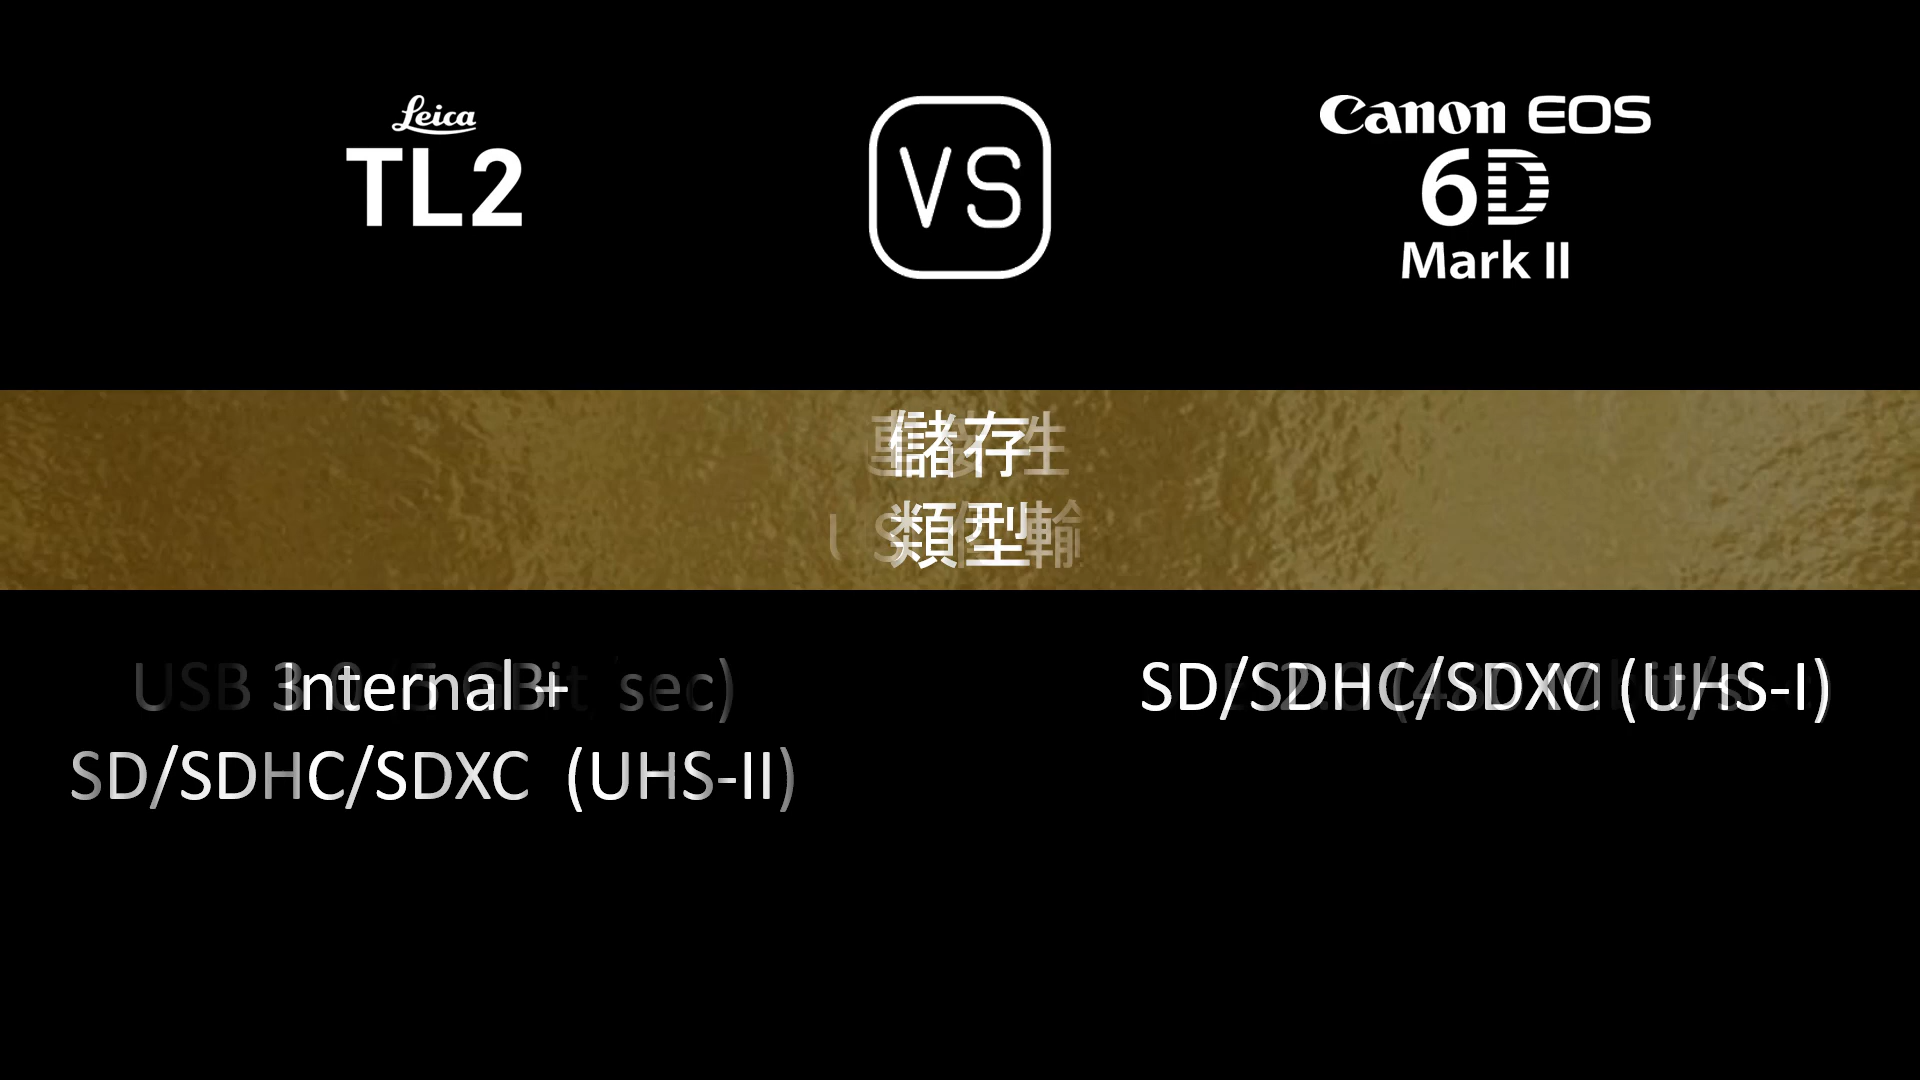 Leica
TL2
VS
Canon EOS
6D
Mark II
儲存
類型
Internal +
SD/SDHC/SDXC (UHS-II)
SD/SDHC/SDXC (UHS-I)